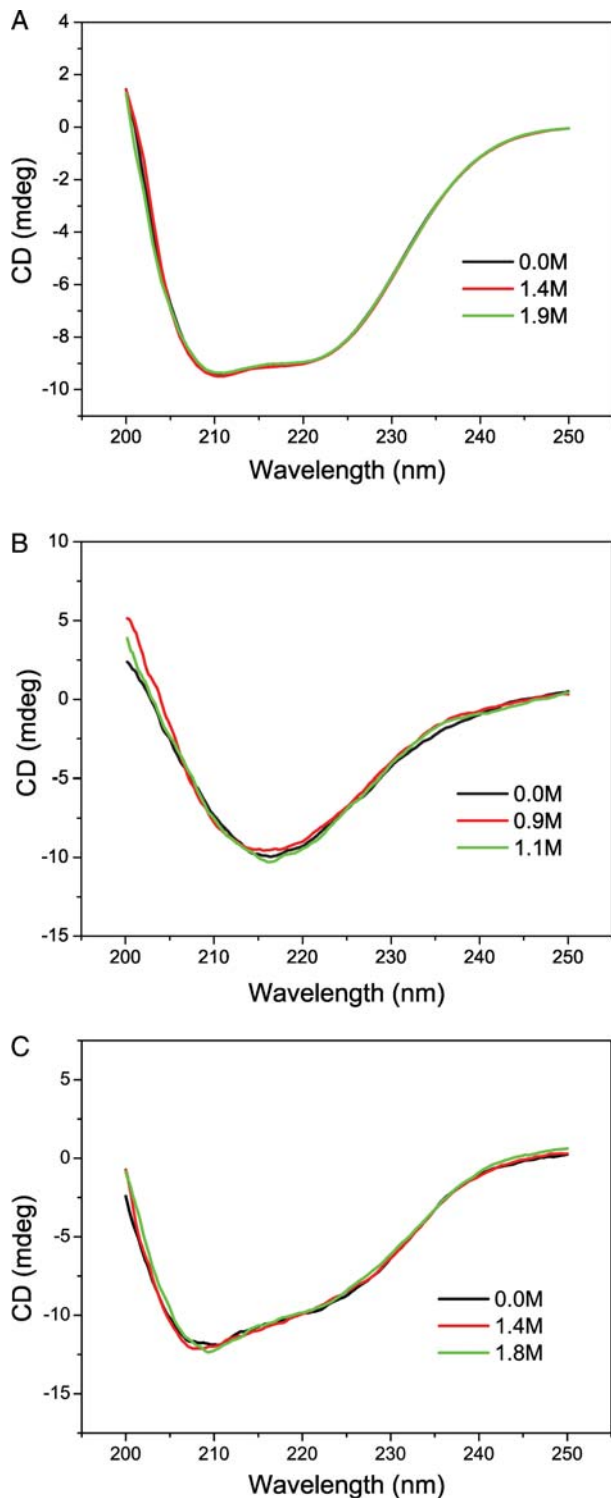 A
4
2
0
-2
-4
-6
-8
-10
CD (mdeg)
0.0M
1.4M
1.9M
200 210 220 230 240 250
Wavelength (nm)
B
10
5
0
-5
-10
-15
CD (mdeg)
0.0M
0.9M
1.1M
200 210 220 230 240 250
Wavelength (nm)
C
5
0
-5
-10
-15
CD (mdeg)
0.0M
1.4M
1.8M
200 210 220 230 240 250
Wavelength (nm)